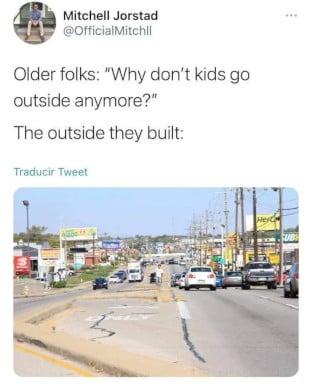 Mitchell Jorstad
@OfficialMitchll
Older folks: "Why don't kids go
outside anymore?"
The outside they built:
Traducir Tweet
ONLY